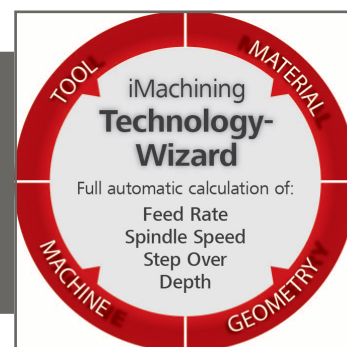 TOOL
MATERIAL
iMachining
Technology-
Wizard
Full automatic calculation of:
Feed Rate
Spindle Speed
Step Over
Depth
MACHINE
GEOMETRY